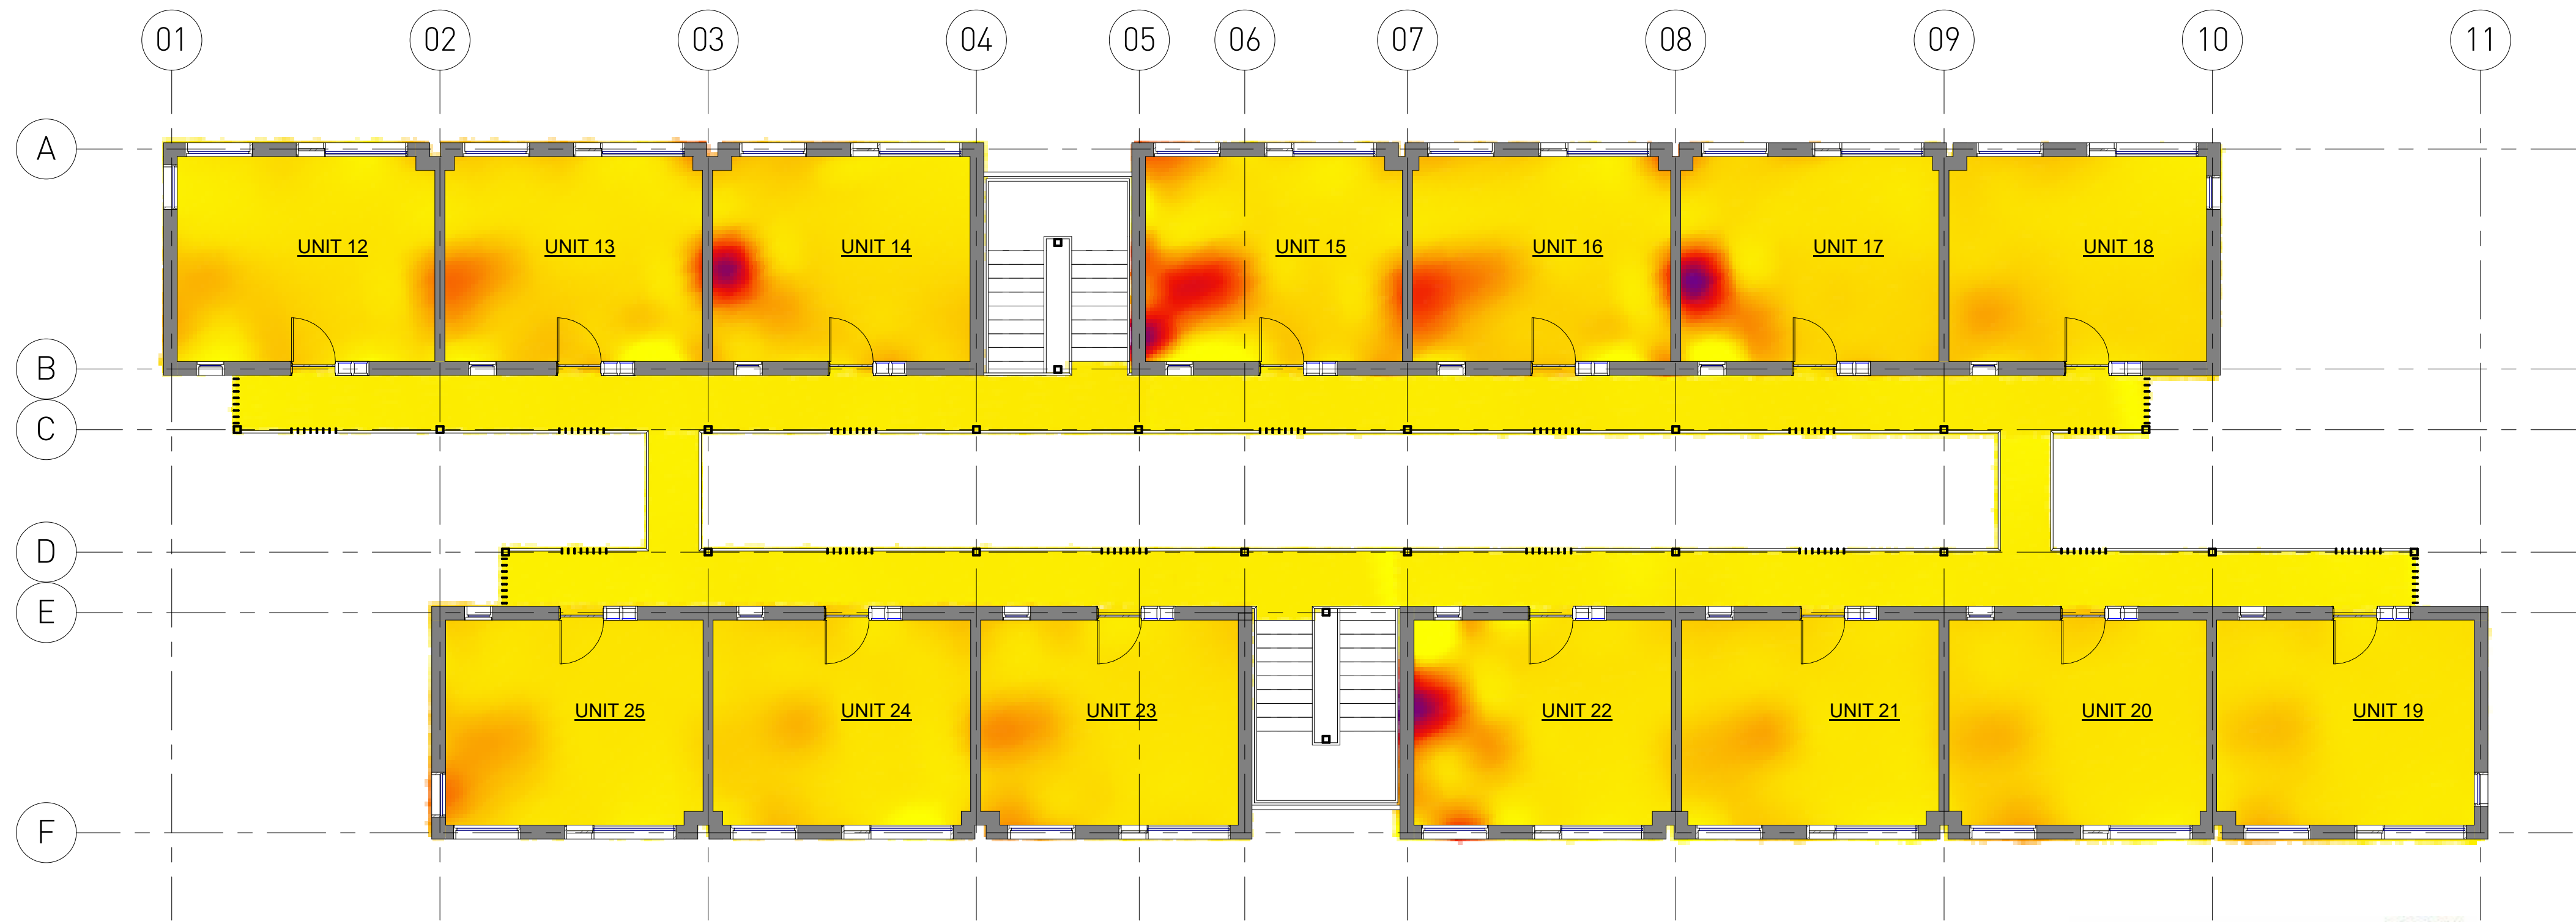 01 02 03 04 05 06 07 08 09 10 11
A
UNIT 12 UNIT 13 UNIT 14 UNIT 15 UNIT 16 UNIT 17 UNIT 18
B
C
D
E
UNIT 25 UNIT 24 UNIT 23 UNIT 22 UNIT 21 UNIT 20 UNIT 19
F